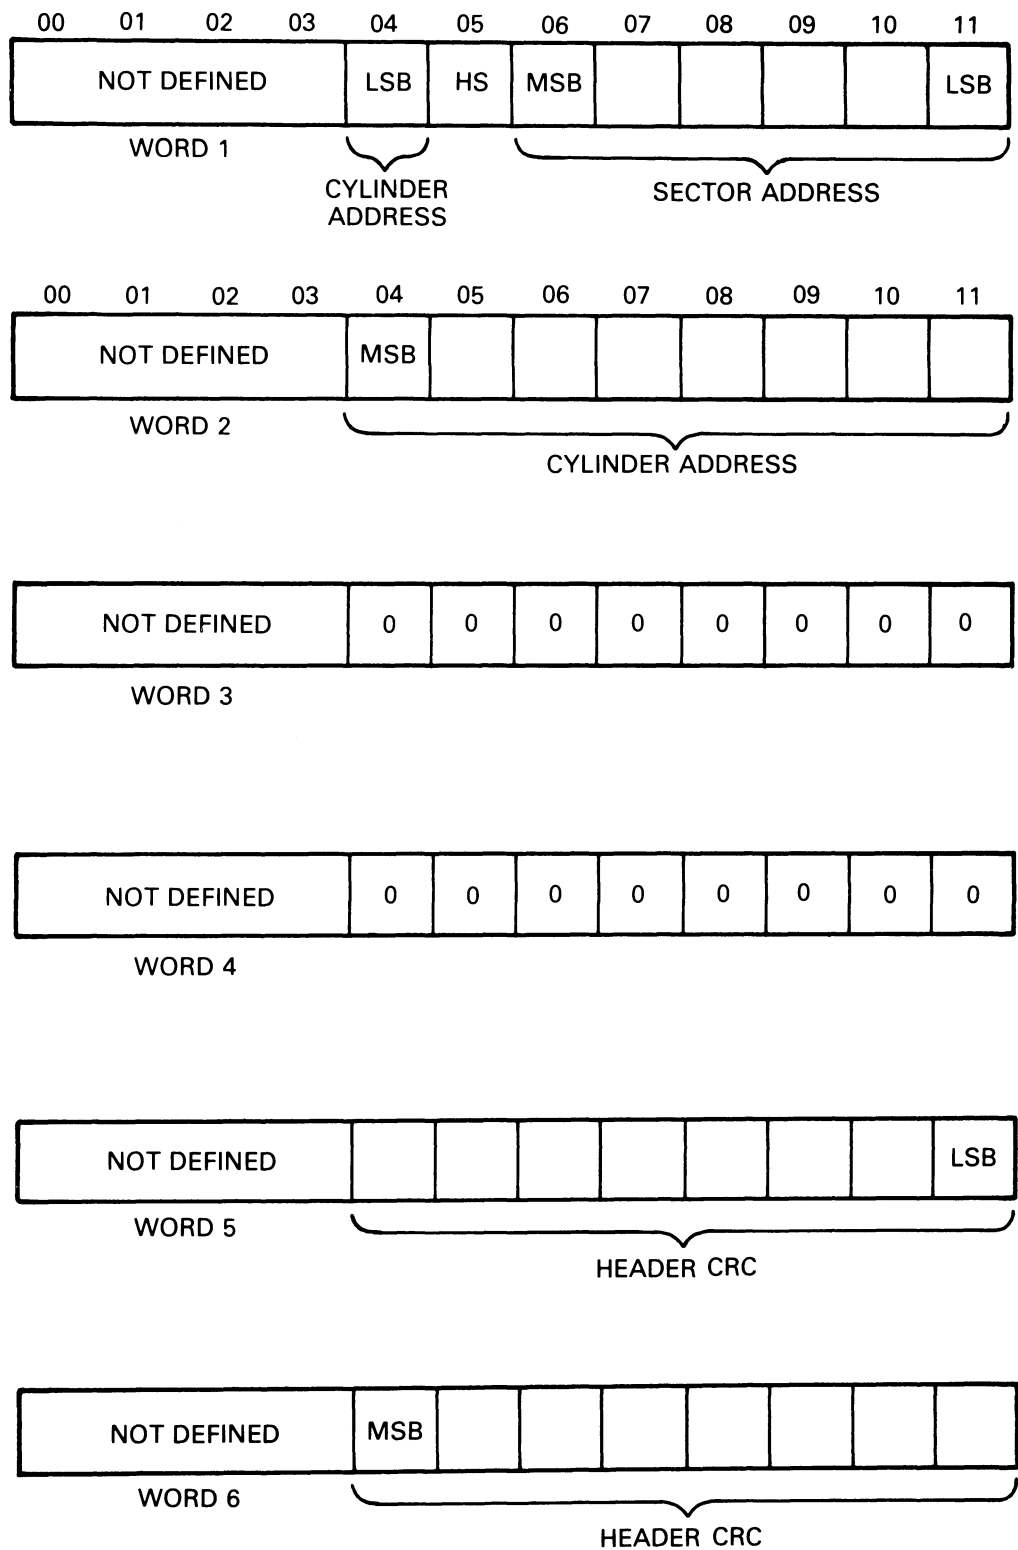 00 01 02 03 04 05 06 07 08 09 10 11
NOT DEFINED LSB HS MSB LSB
WORD 1
CYLINDER
ADDRESS
SECTOR ADDRESS
00 01 02 03 04 05 06 07 08 09 10 11
NOT DEFINED MSB
WORD 2
CYLINDER ADDRESS
NOT DEFINED 0 0 0 0 0 0 0 0
WORD 3
NOT DEFINED 0 0 0 0 0 0 0 0
WORD 4
NOT DEFINED LSB
WORD 5
HEADER CRC
NOT DEFINED MSB
WORD 6
HEADER CRC